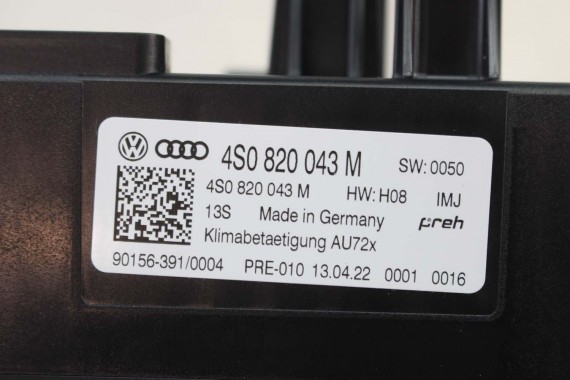 4S0 820 043 M SW: 0050
4S0 820 043 M HW: H08 IMJ
13S Made in Germany preh
Klimabetaetigung AU72x
90156-391/0004 PRE-010 13.04.22 0001 0016